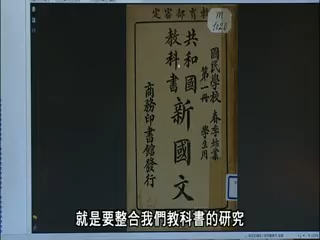 教育部審定
國民學校 春季始業
第一冊 學生用
共和國
教科書
新國文
商務印書館發行
就是要整合我們教科書的研究